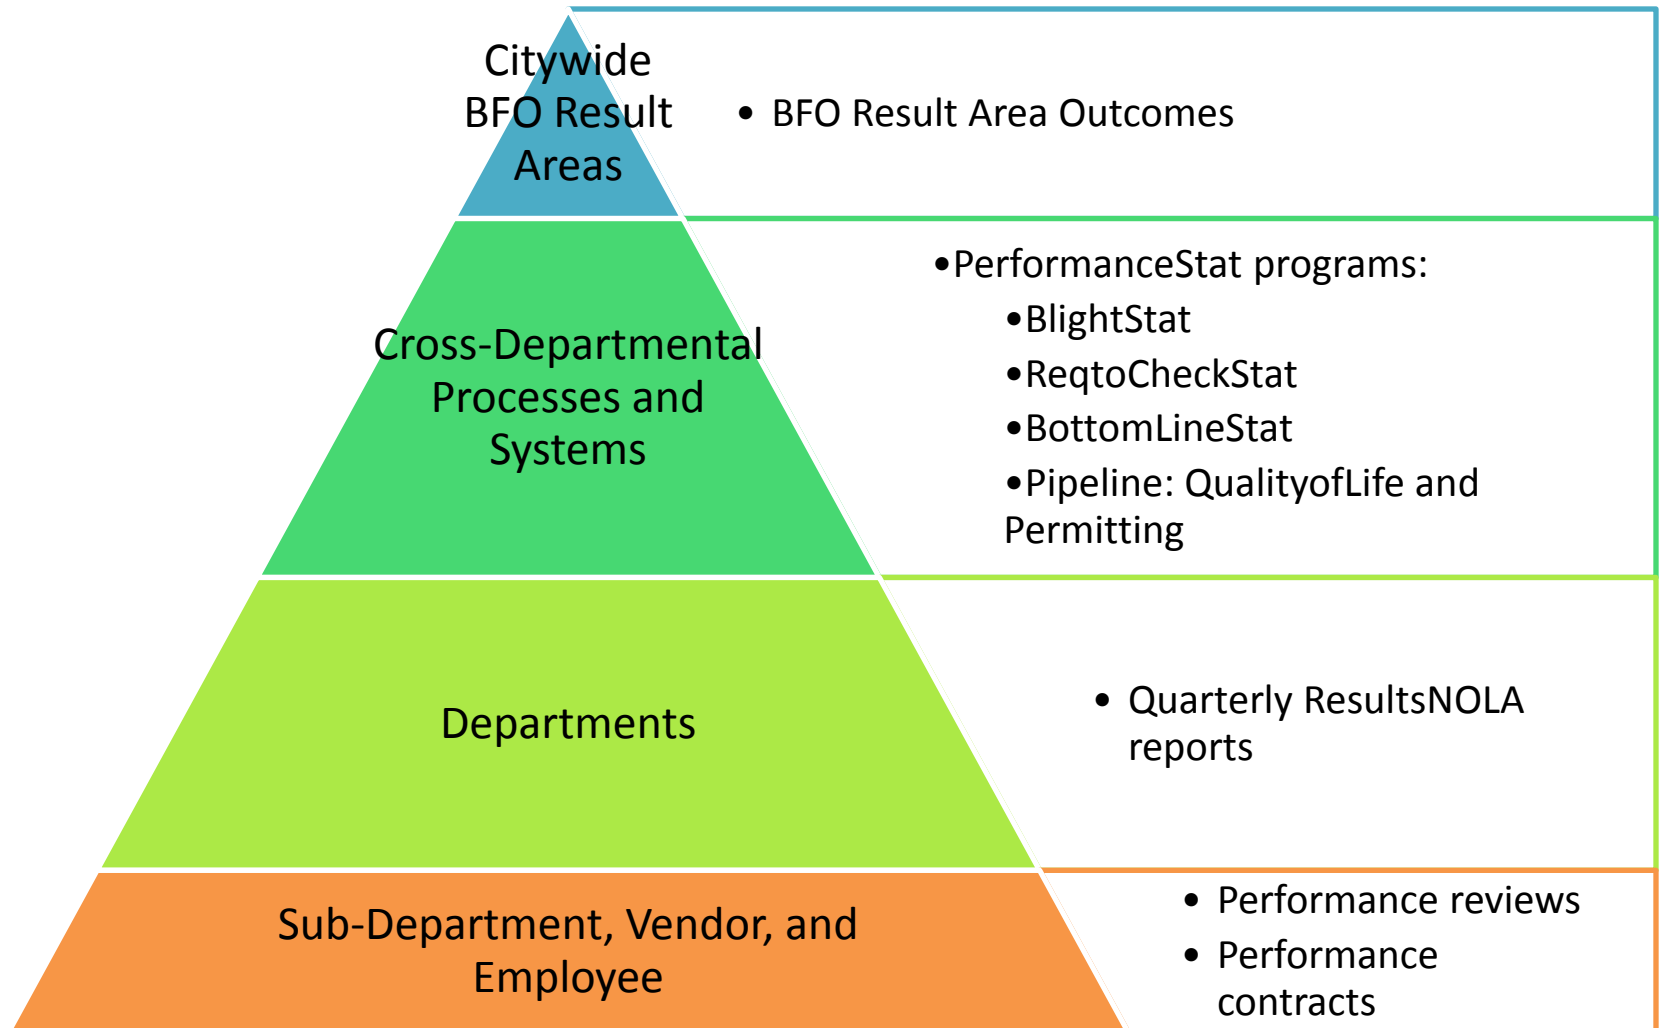 Citywide
BFO Result
Areas
• BFO Result Area Outcomes
Cross-Departmental
Processes and
Systems
•PerformanceStat programs:
•BlightStat
•ReqtoCheckStat
•BottomLineStat
•Pipeline: QualityofLife and
Permitting
Departments
• Quarterly ResultsNOLA
reports
Sub-Department, Vendor, and
Employee
• Performance reviews
• Performance
contracts